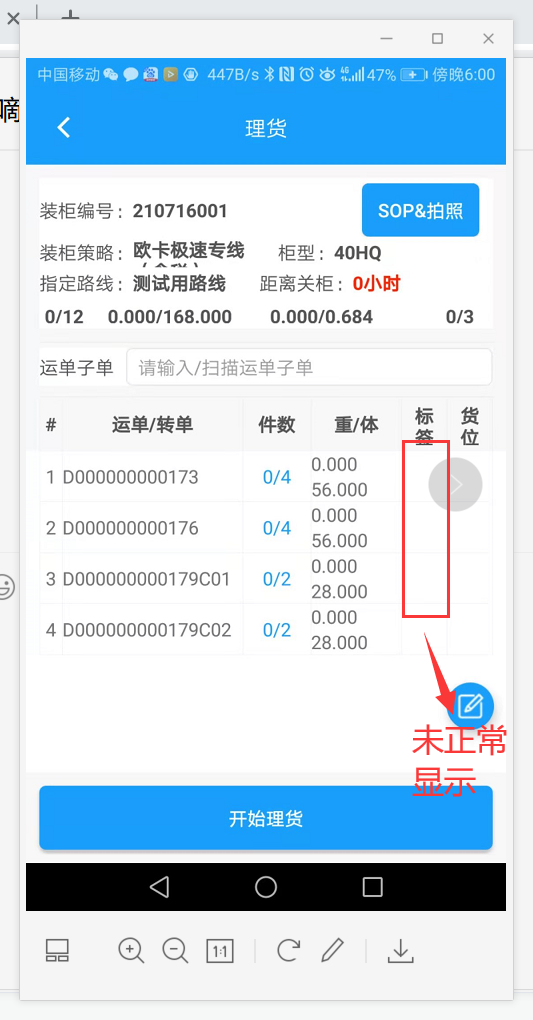 嘀
中国移动 447B/s 4G 47% 傍晚6:00
理货
装柜编号: 210716001 SOP&拍照
装柜策略: 欧卡极速专线 柜型: 40HQ
指定路线: 测试用路线 距离关柜: 0小时
0/12 0.000/168.000 0.000/0.684 0/3
运单子单 请输入/扫描运单子单
# 运单/转单 件数 重/体 标签 货位
1 D000000000173 0/4 0.000 56.000
2 D000000000176 0/4 0.000 56.000
3 D000000000179C01 0/2 0.000 28.000
4 D000000000179C02 0/2 0.000 28.000
未正常
显示
开始理货
1:1